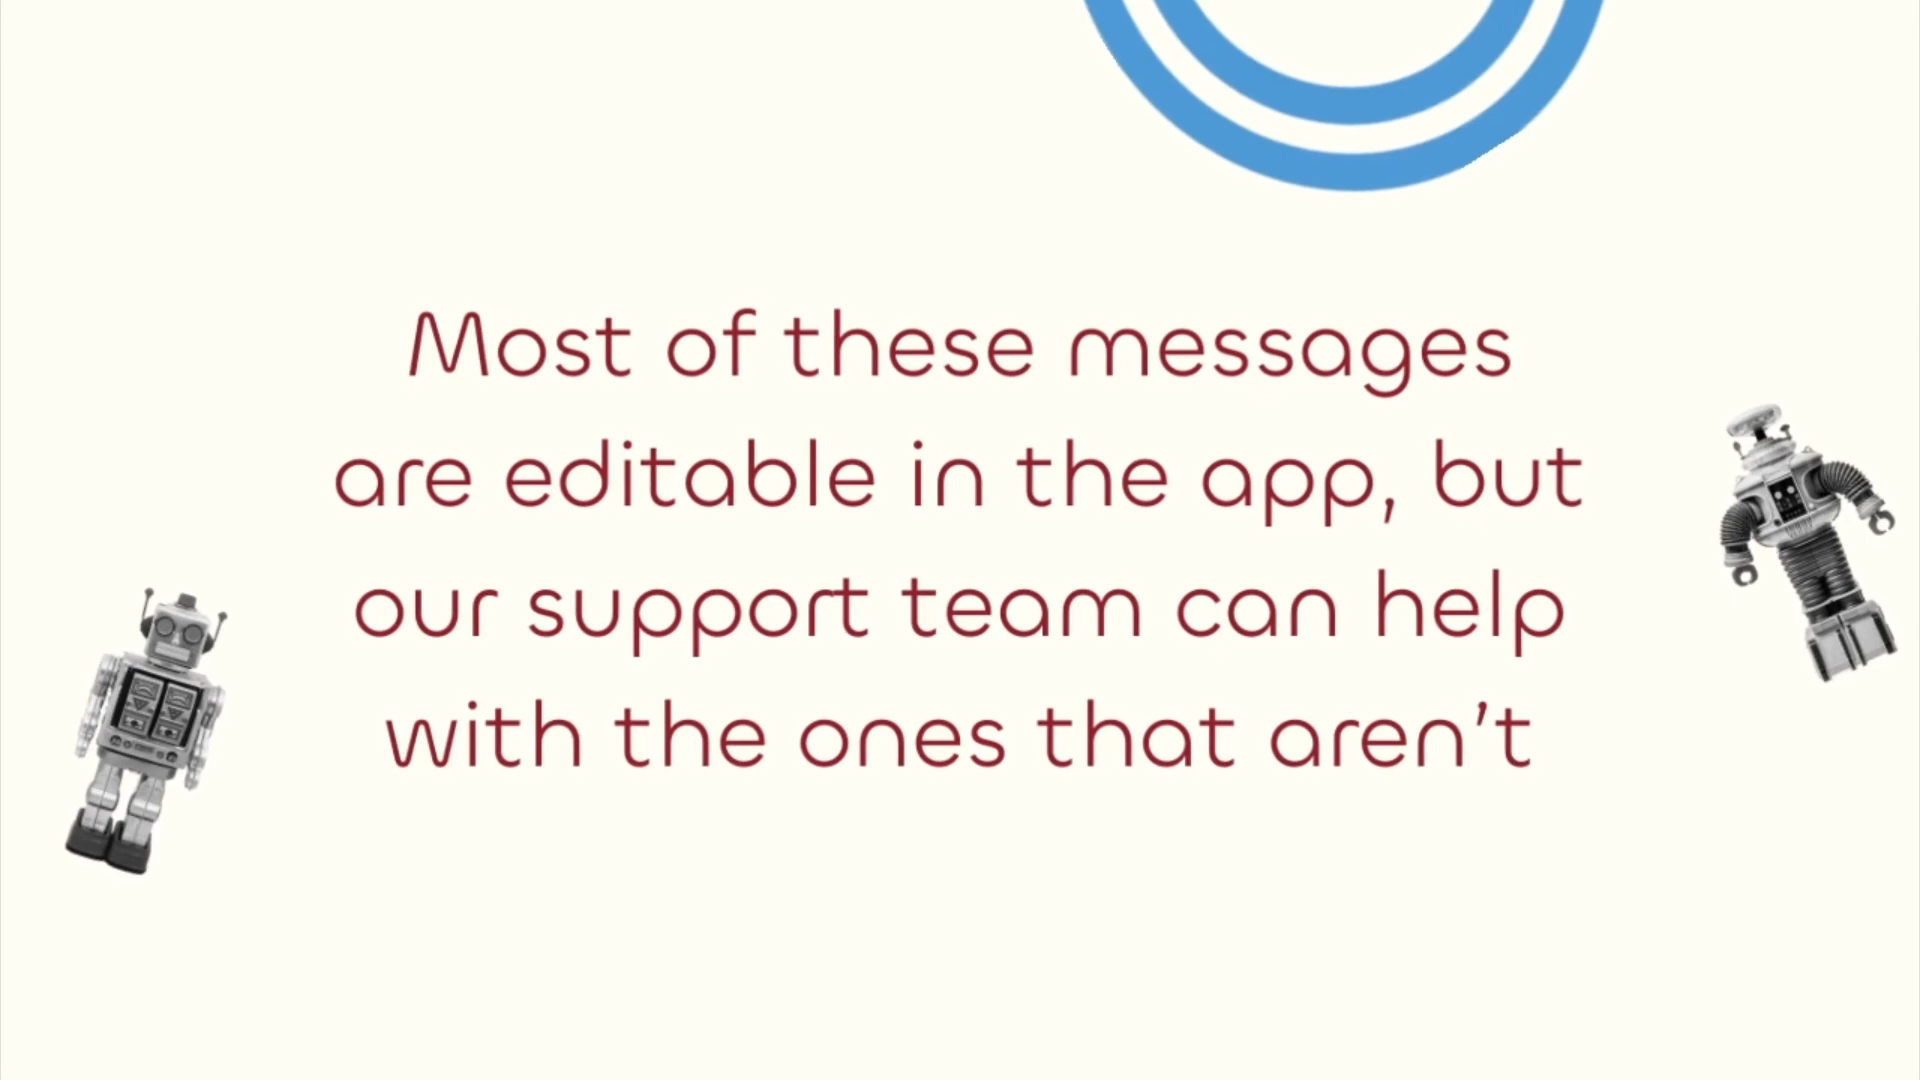 Most of these messages
are editable in the app, but
our support team can help
with the ones that aren’t